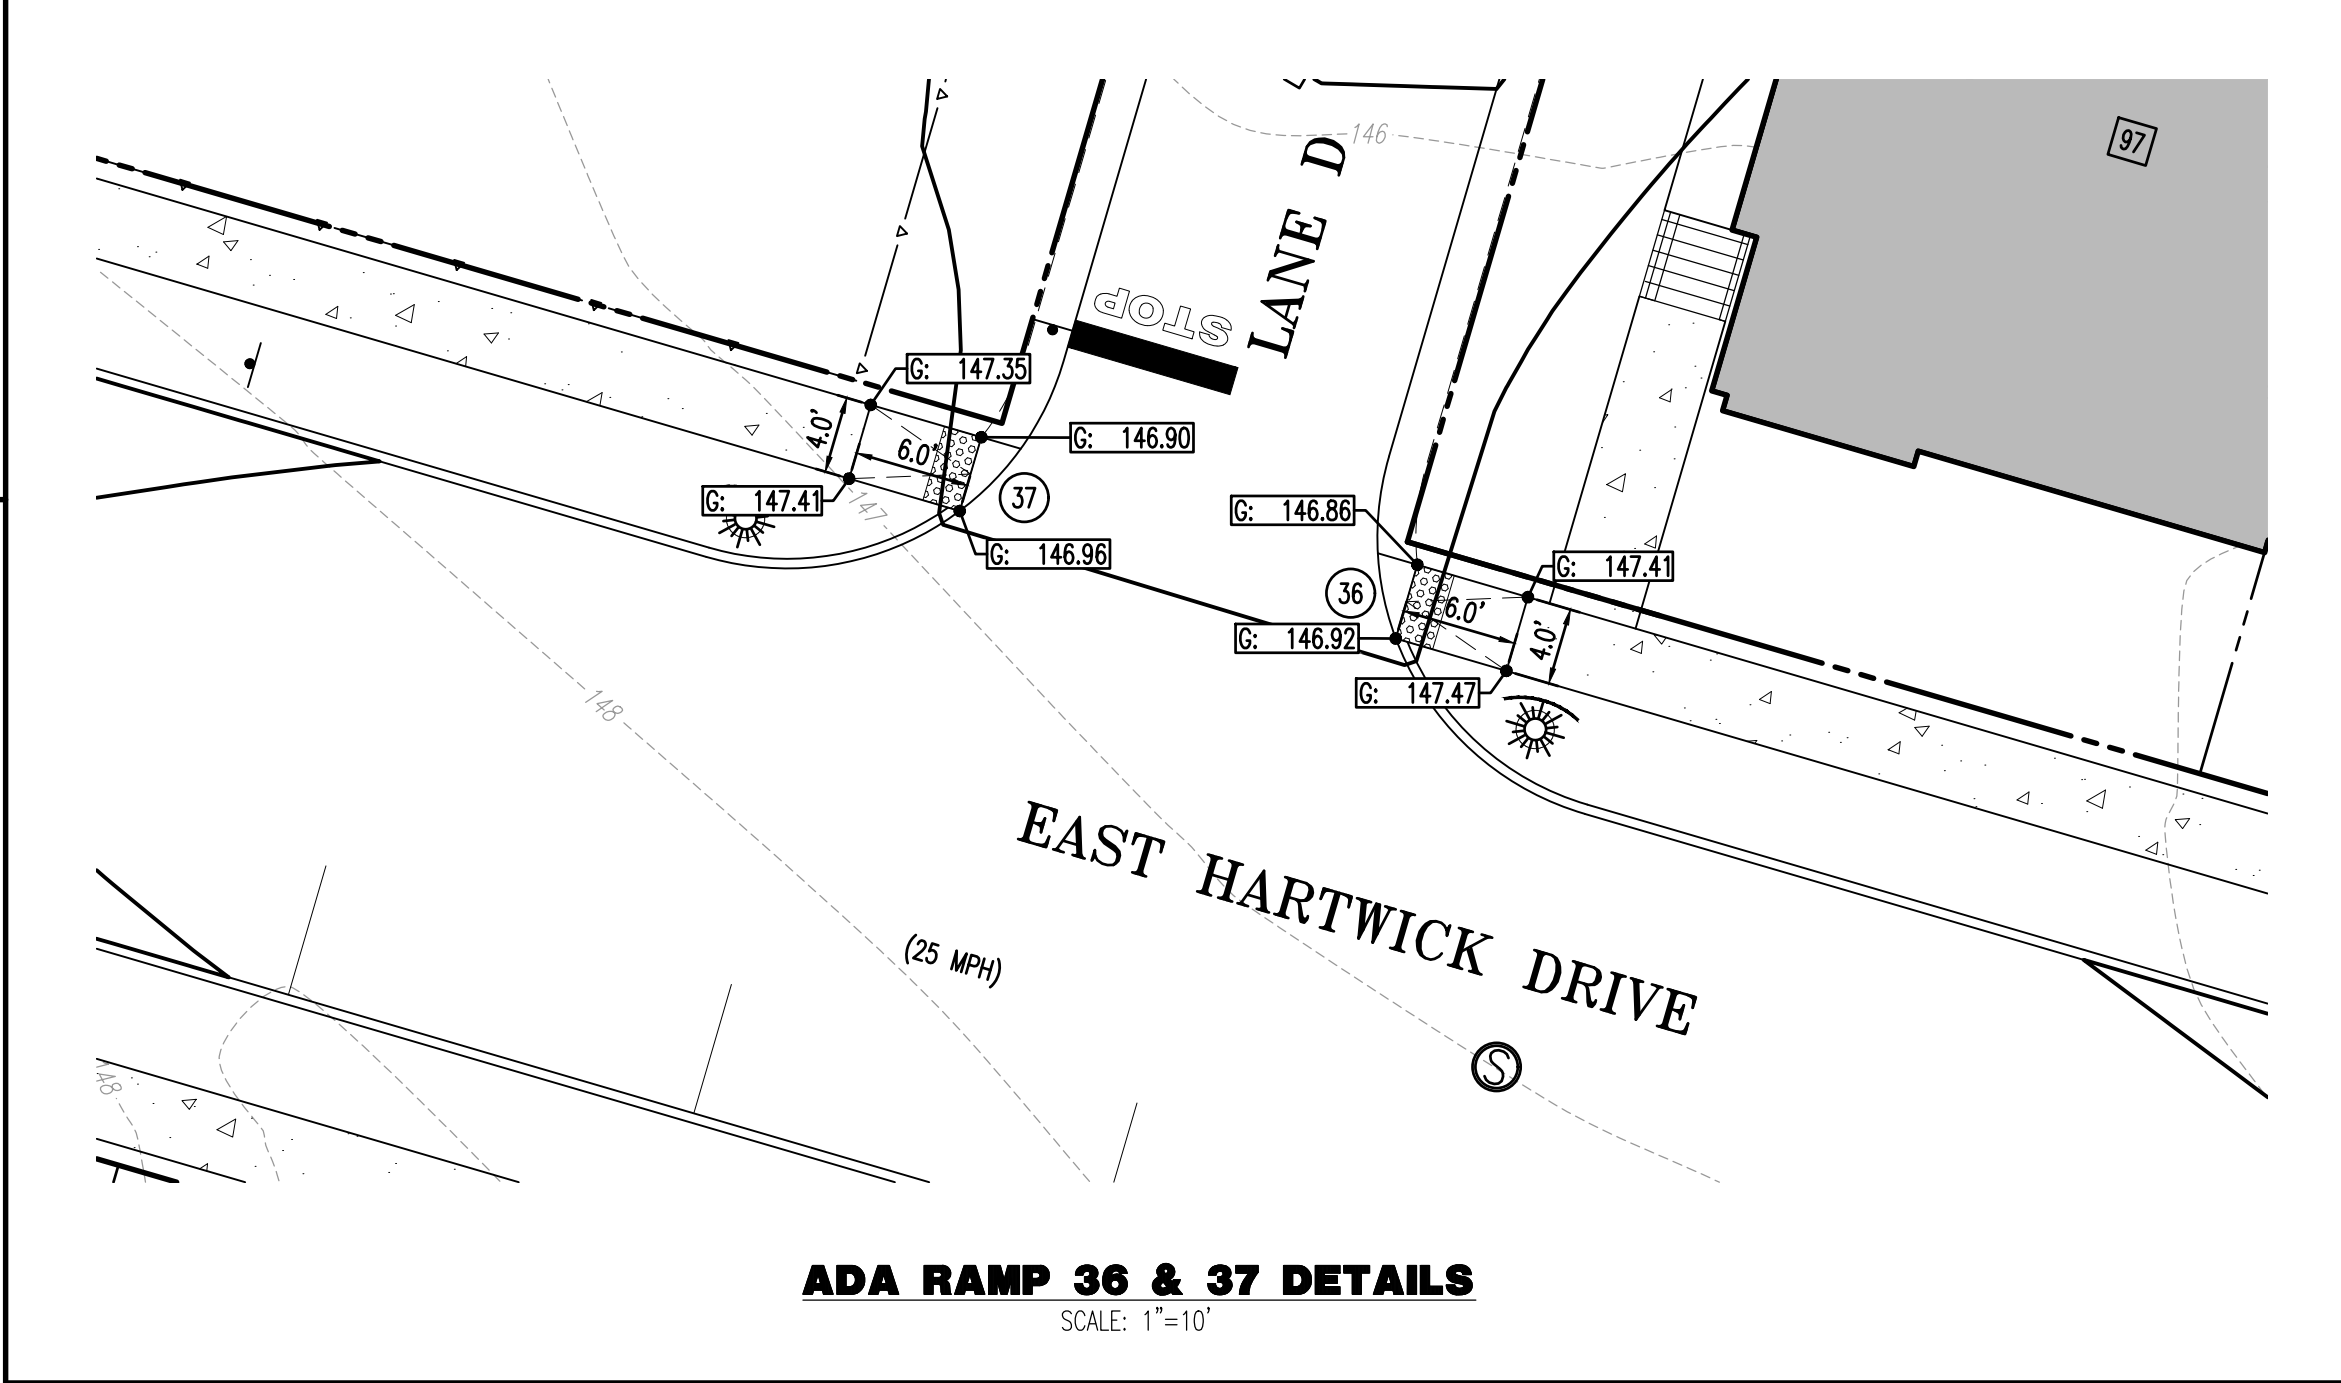 146
97
LANE D
STOP
G: 147.35
4.0'
6.0'
G: 146.90
G: 147.41
147
37
G: 146.96
G: 146.86
36
G: 147.41
6.0'
4.0'
G: 146.92
G: 147.47
148
EAST HARTWICK DRIVE
(25 MPH)
S
148
ADA RAMP 36 & 37 DETAILS
SCALE: 1"=10'